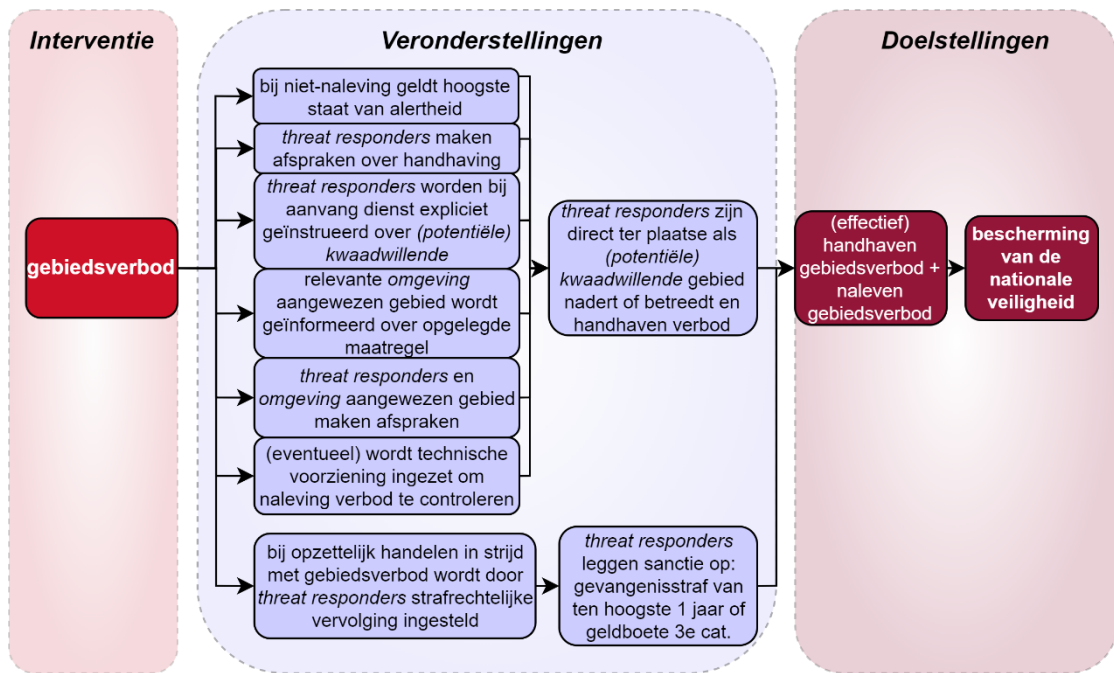 Interventie
Veronderstellingen
Doelstellingen
gebiedsverbod
bij niet-naleving geldt hoogste
staat van alertheid
threat responders maken
afspraken over handhaving
threat responders worden bij
aanvang dienst expliciet
geïnstrueerd over (potentiële)
kwaadwillende
relevante omgeving
aangewezen gebied wordt
geïnformeerd over opgelegde
maatregel
threat responders en
omgeving aangewezen gebied
maken afspraken
(eventueel) wordt technische
voorziening ingezet om
naleving verbod te controleren
bij opzettelijk handelen in strijd
met gebiedsverbod wordt door
threat responders strafrechtelijke
vervolging ingesteld
threat responders zijn
direct ter plaatse als
(potentiële)
kwaadwillende gebied
nadert of betreedt en
handhaven verbod
threat responders
leggen sanctie op:
gevangenisstraf van
ten hoogste 1 jaar of
geldboete 3e cat.
(effectief)
handhaven
gebiedsverbod +
naleven
gebiedsverbod
bescherming
van de
nationale
veiligheid